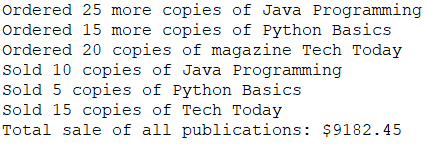 Ordered 25 more copies of Java Programming
Ordered 15 more copies of Python Basics
Ordered 20 copies of magazine Tech Today
Sold 10 copies of Java Programming
Sold 5 copies of Python Basics
Sold 15 copies of Tech Today
Total sale of all publications: $9182.45